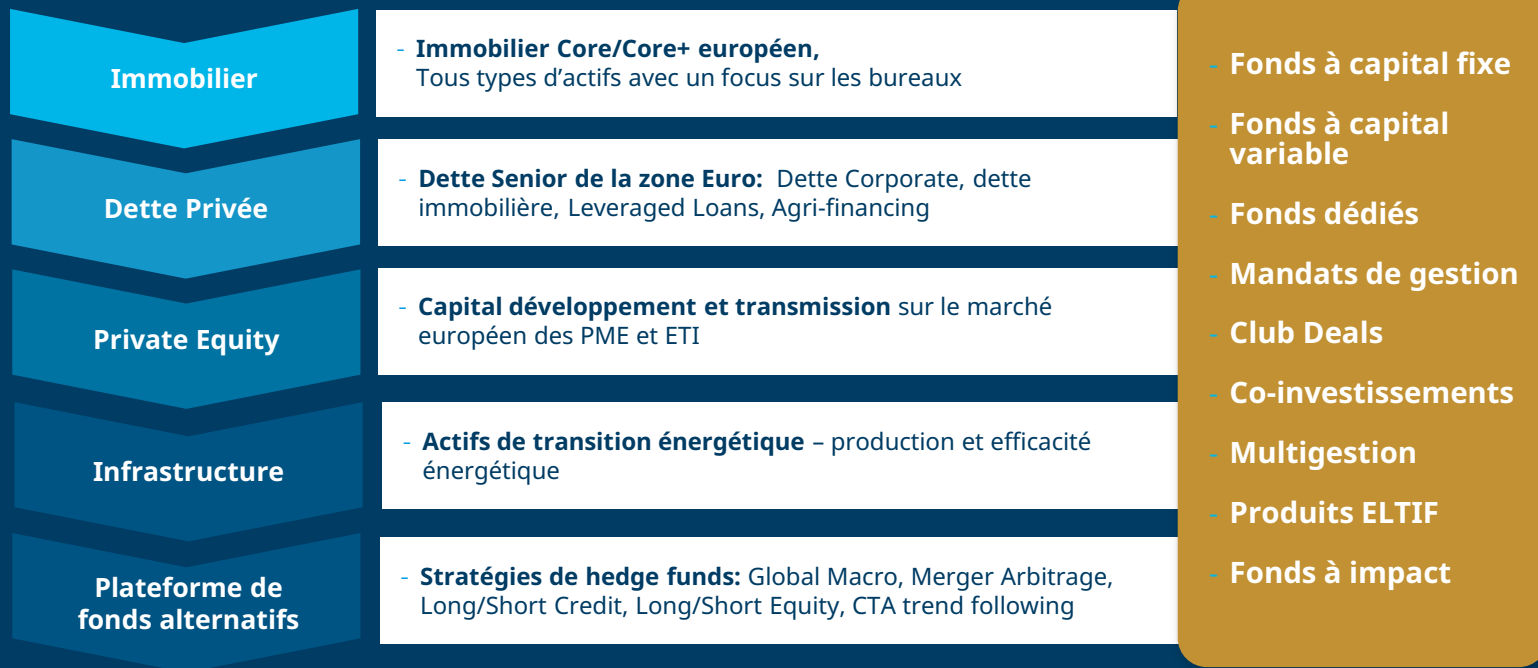 Immobilier
- Immobilier Core/Core+ européen,
Tous types d’actifs avec un focus sur les bureaux
Dette Privée
- Dette Senior de la zone Euro: Dette Corporate, dette
immobilière, Leveraged Loans, Agri-financing
Private Equity
- Capital développement et transmission sur le marché
européen des PME et ETI
Infrastructure
- Actifs de transition énergétique – production et efficacité
énergétique
Plateforme de
fonds alternatifs
- Stratégies de hedge funds: Global Macro, Merger Arbitrage,
Long/Short Credit, Long/Short Equity, CTA trend following
- Fonds à capital fixe
- Fonds à capital
variable
- Fonds dédiés
- Mandats de gestion
- Club Deals
- Co-investissements
- Multigestion
- Produits ELTIF
- Fonds à impact